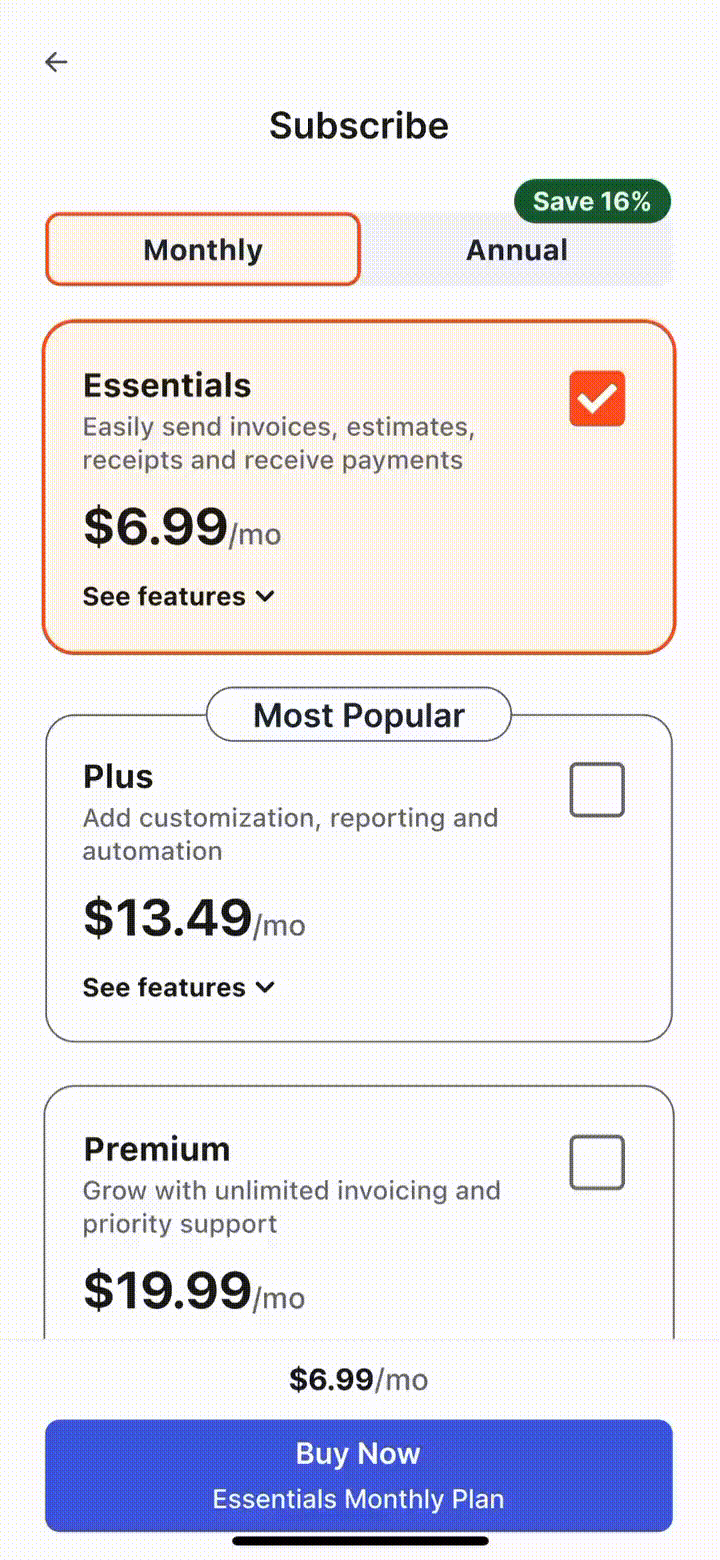 Subscribe
Save 16%
Monthly
Annual
Essentials
Easily send invoices, estimates,
receipts and receive payments
$6.99/mo
See features
Most Popular
Plus
Add customization, reporting and
automation
$13.49/mo
See features
Premium
Grow with unlimited invoicing and
priority support
$19.99/mo
$6.99/mo
Buy Now
Essentials Monthly Plan